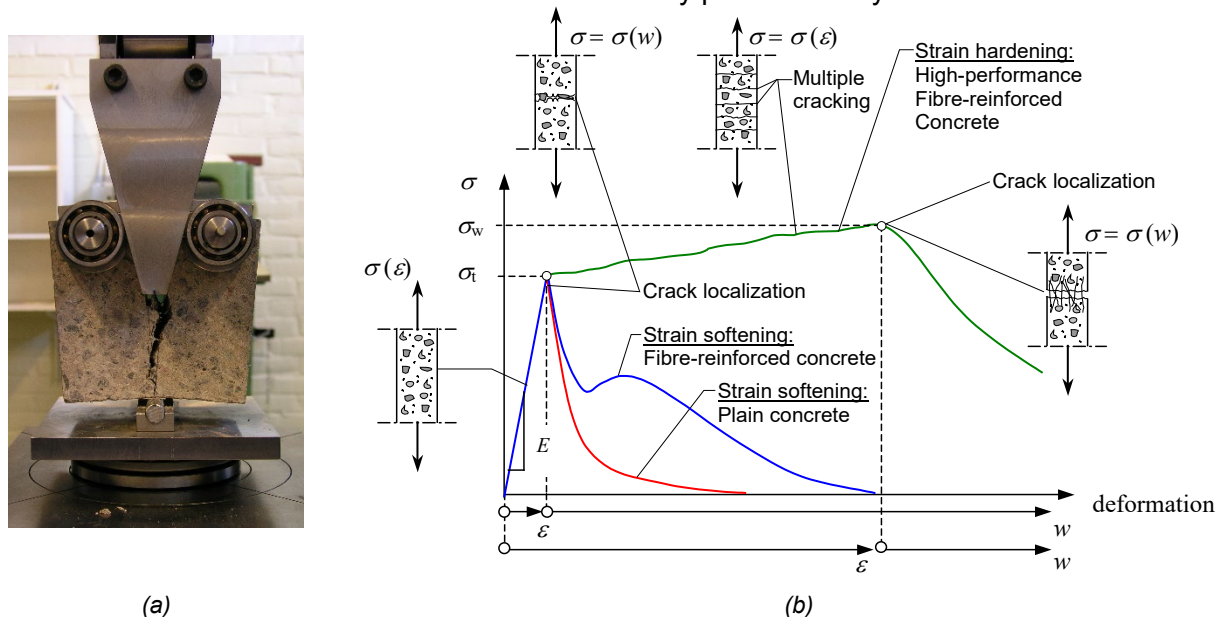 σ = σ(w)
σ = σ(ε)
Strain hardening:
High-performance
Fibre-reinforced
Concrete
Multiple
cracking
σ
Crack localization
σw
σ = σ(w)
σ(ε)
σt
Crack localization
Strain softening:
Fibre-reinforced concrete
Strain softening:
Plain concrete
E
deformation
ε
w
ε
w
(a)
(b)